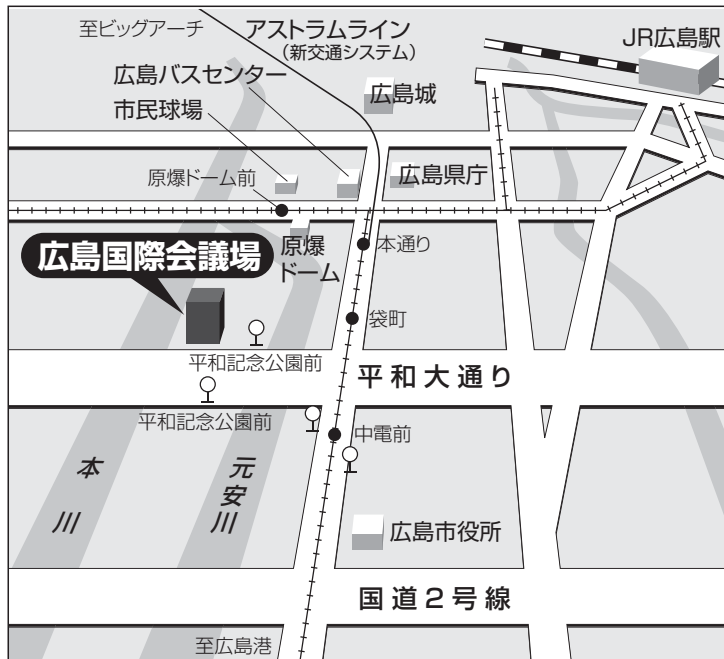 至ビッグアーチ
アストラムライン
（新交通システム）
JR広島駅
広島バスセンター
広島城
市民球場
原爆ドーム前
広島県庁
広島国際会議場
原爆
ドーム
本通り
袋町
平和記念公園前
平和大通り
平和記念公園前
中電前
本川
元安川
広島市役所
国道2号線
至広島港